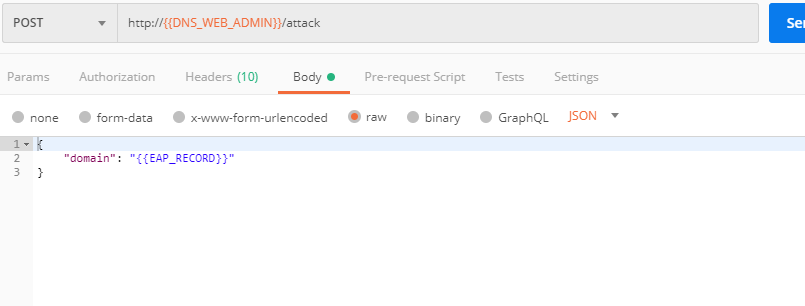 POST http://{{DNS_WEB_ADMIN}}/attack Sen
Params Authorization Headers (10) Body Pre-request Script Tests Settings
none form-data x-www-form-urlencoded raw binary GraphQL JSON
1 {
2 "domain": "{{EAP_RECORD}}"
3 }